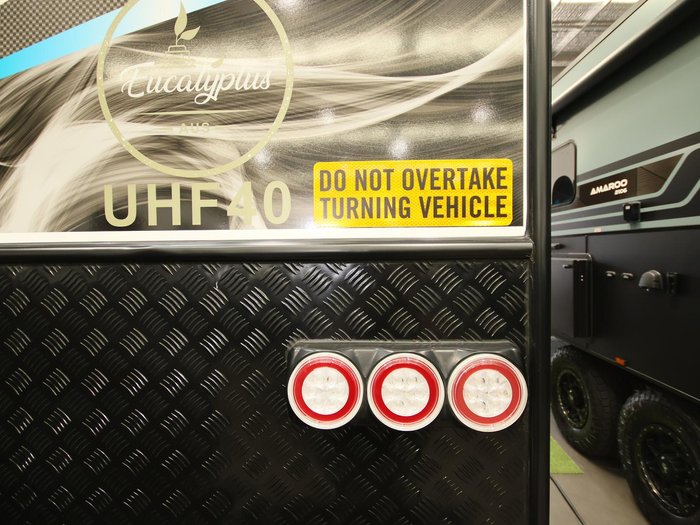 Eucalyptus
AUS
UHF40
DO NOT OVERTAKE
TURNING VEHICLE
AMAROO